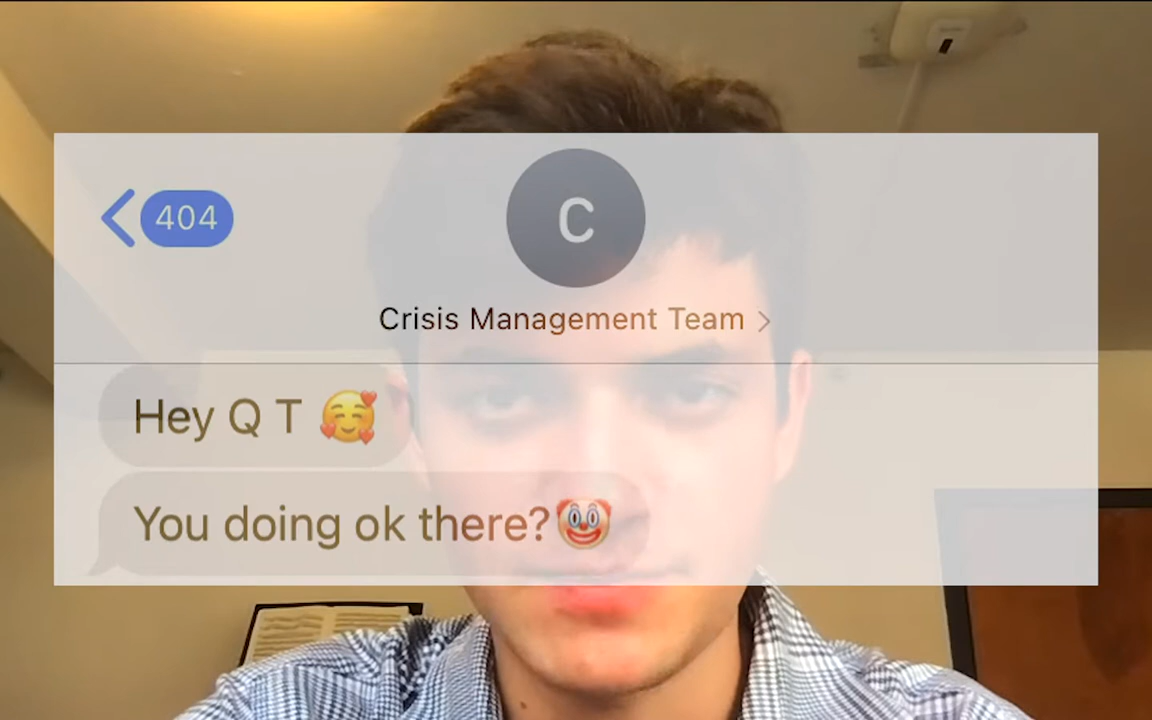 404
C
Crisis Management Team
Hey Q T 🥰
You doing ok there?🤡